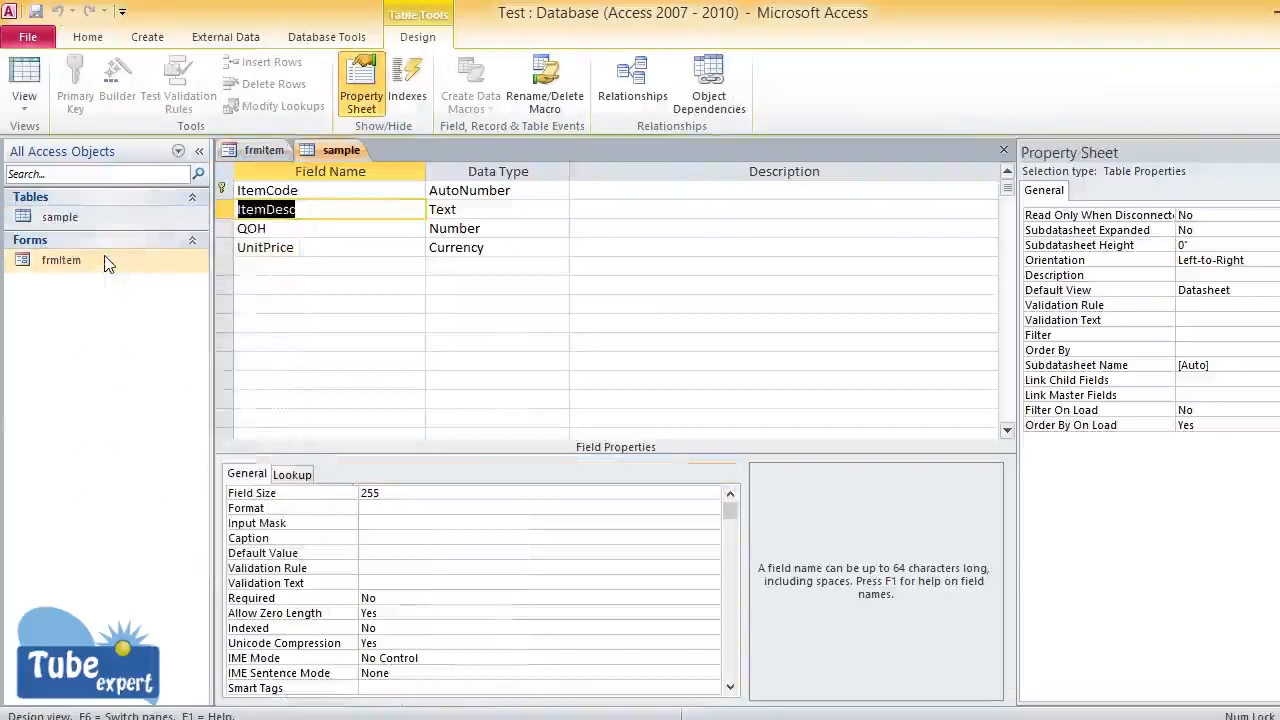 Table Tools
Test : Database (Access 2007 - 2010) - Microsoft Access
File Home Create External Data Database Tools Design
View
Primary Key
Builder
Test Validation Rules
Insert Rows
Delete Rows
Modify Lookups
Property Sheet
Indexes
Create Data Macros
Rename/Delete Macro
Relationships
Object Dependencies
Views Tools Show/Hide Field, Record & Table Events Relationships
All Access Objects
Search...
Tables
sample
Forms
frmItem
frmItem sample
Field Name Data Type Description
ItemCode AutoNumber
ItemDesc Text
QOH Number
UnitPrice Currency
Field Properties
General Lookup
Field Size 255
Format
Input Mask
Caption
Default Value
Validation Rule
Validation Text
Required No
Allow Zero Length Yes
Indexed No
Unicode Compression Yes
IME Mode No Control
IME Sentence Mode None
Smart Tags
A field name can be up to 64 characters long,
including spaces. Press F1 for help on field
names.
Property Sheet
Selection type: Table Properties
General
Read Only When Disconnect No
Subdatasheet Expanded No
Subdatasheet Height 0"
Orientation Left-to-Right
Description
Default View Datasheet
Validation Rule
Validation Text
Filter
Order By
Subdatasheet Name [Auto]
Link Child Fields
Link Master Fields
Filter On Load No
Order By On Load Yes
Tube
expert
Design view. F6 = Switch panes. F1 = Help.
Num Lock